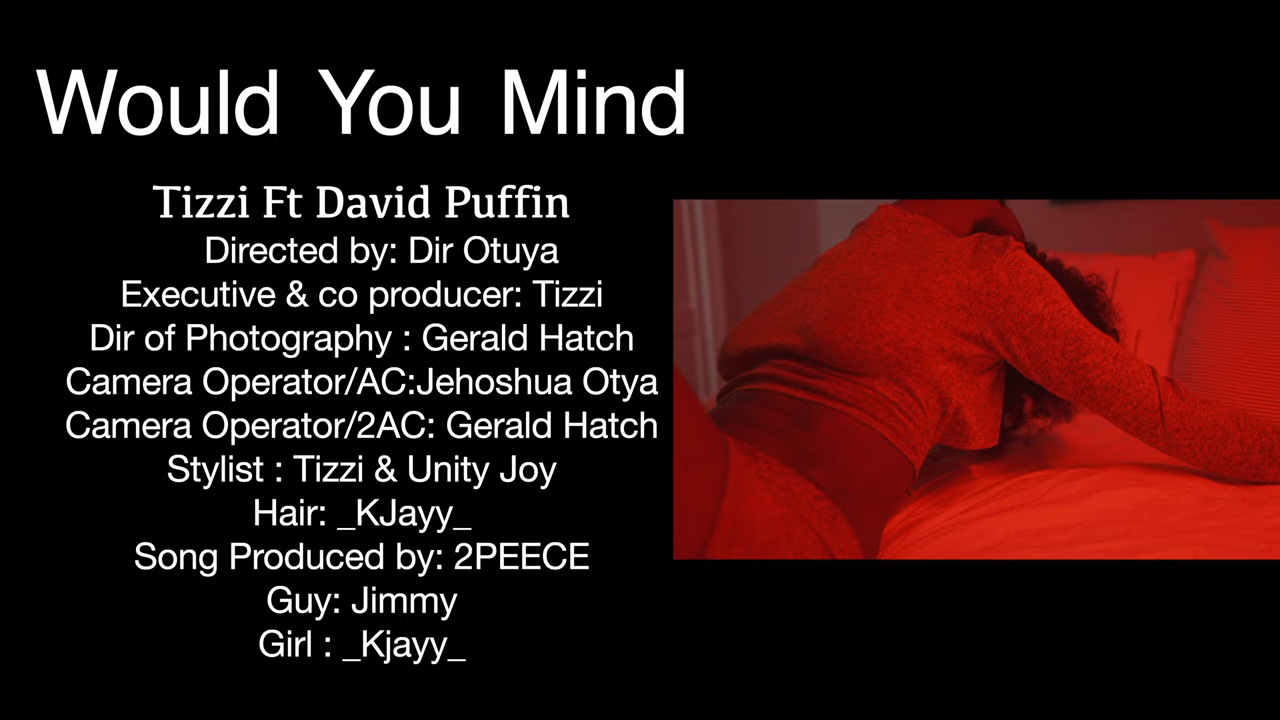 Would You Mind
Tizzi Ft David Puffin
Directed by: Dir Otuya
Executive & co producer: Tizzi
Dir of Photography : Gerald Hatch
Camera Operator/AC:Jehoshua Otya
Camera Operator/2AC: Gerald Hatch
Stylist : Tizzi & Unity Joy
Hair: _KJayy_
Song Produced by: 2PEECE
Guy: Jimmy
Girl : _Kjayy_